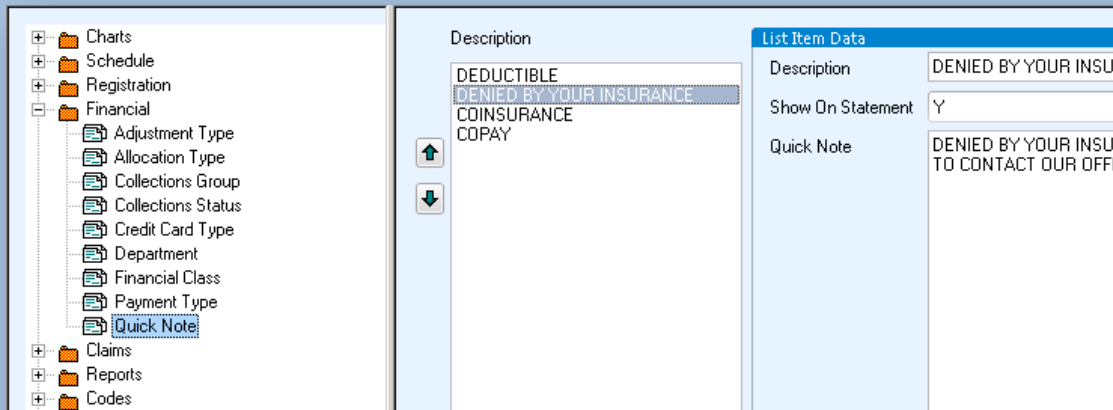 Charts
Schedule
Registration
Financial
Adjustment Type
Allocation Type
Collections Group
Collections Status
Credit Card Type
Department
Financial Class
Payment Type
Quick Note
Claims
Reports
Codes
Description
DEDUCTIBLE
DENIED BY YOUR INSURANCE
COINSURANCE
COPAY
List Item Data
Description DENIED BY YOUR INSU
Show On Statement Y
Quick Note DENIED BY YOUR INSU
TO CONTACT OUR OFFI